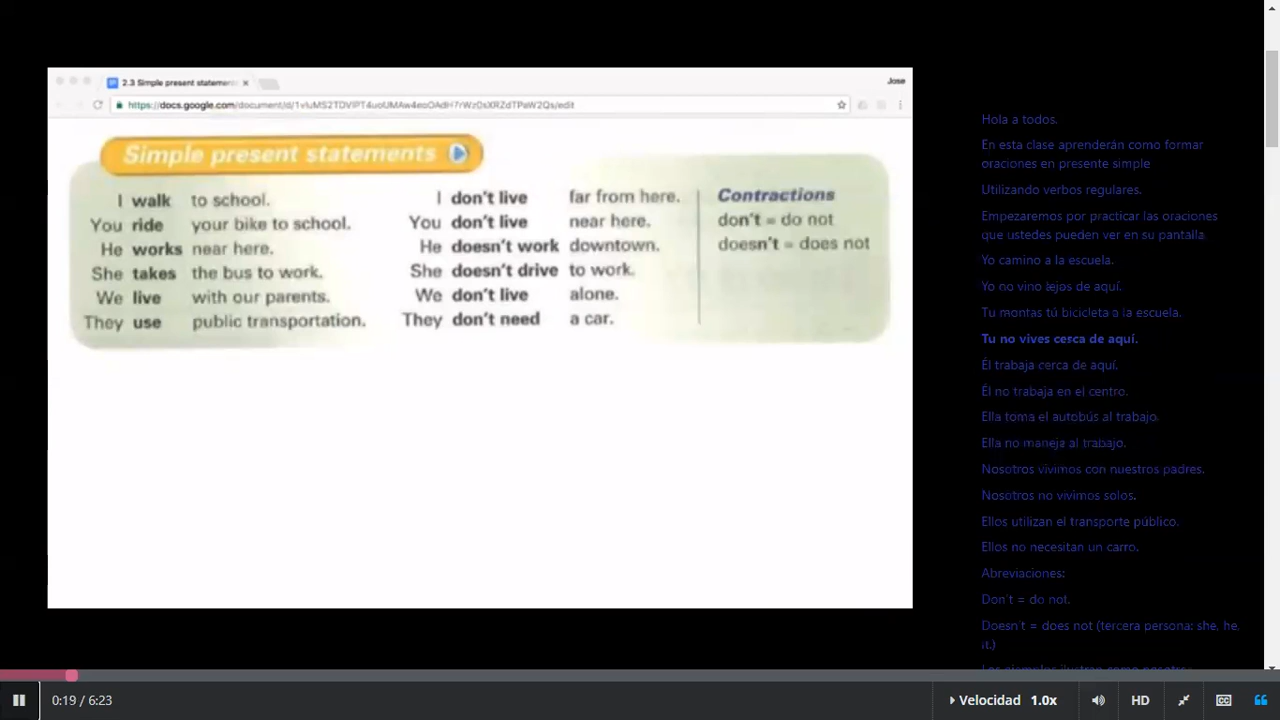 2.3 Simple present statements
Jose
Simple present statements
I walk to school.
You ride your bike to school.
He works near here.
She takes the bus to work.
We live with our parents.
They use public transportation.
I don't live far from here.
You don't live near here.
He doesn't work downtown.
She doesn't drive to work.
We don't live alone.
They don't need a car.
Contractions
don't = do not
doesn't = does not
Hola a todos.
En esta clase aprenderán como formar
oraciones en presente simple
Utilizando verbos regulares.
Empezaremos por practicar las oraciones
que ustedes pueden ver en su pantalla
Yo camino a la escuela.
Yo no vino lejos de aquí.
Tu montas tú bicicleta a la escuela.
Tu no vives cerca de aquí.
Él trabaja cerca de aquí.
Él no trabaja en el centro.
Ella toma el autobús al trabajo.
Ella no maneja al trabajo.
Nosotros vivimos con nuestros padres.
Nosotros no vivimos solos.
Ellos utilizan el transporte público.
Ellos no necesitan un carro.
Abreviaciones:
Don't = do not.
Doesn't = does not (tercera persona: she, he,
it.)
0:19 / 6:23
Velocidad 1.0x
HD